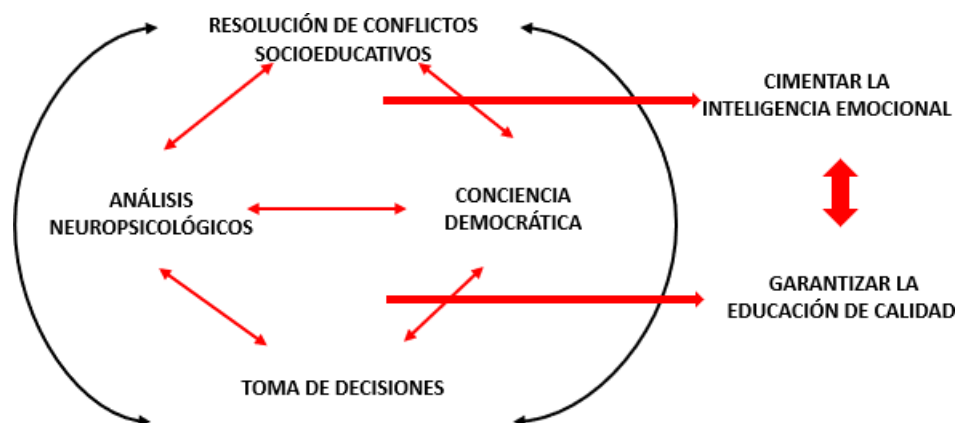 RESOLUCIÓN DE CONFLICTOS
SOCIOEDUCATIVOS
CIMENTAR LA
INTELIGENCIA EMOCIONAL
ANÁLISIS
NEUROPSICOLÓGICOS
CONCIENCIA
DEMOCRÁTICA
GARANTIZAR LA
EDUCACIÓN DE CALIDAD
TOMA DE DECISIONES